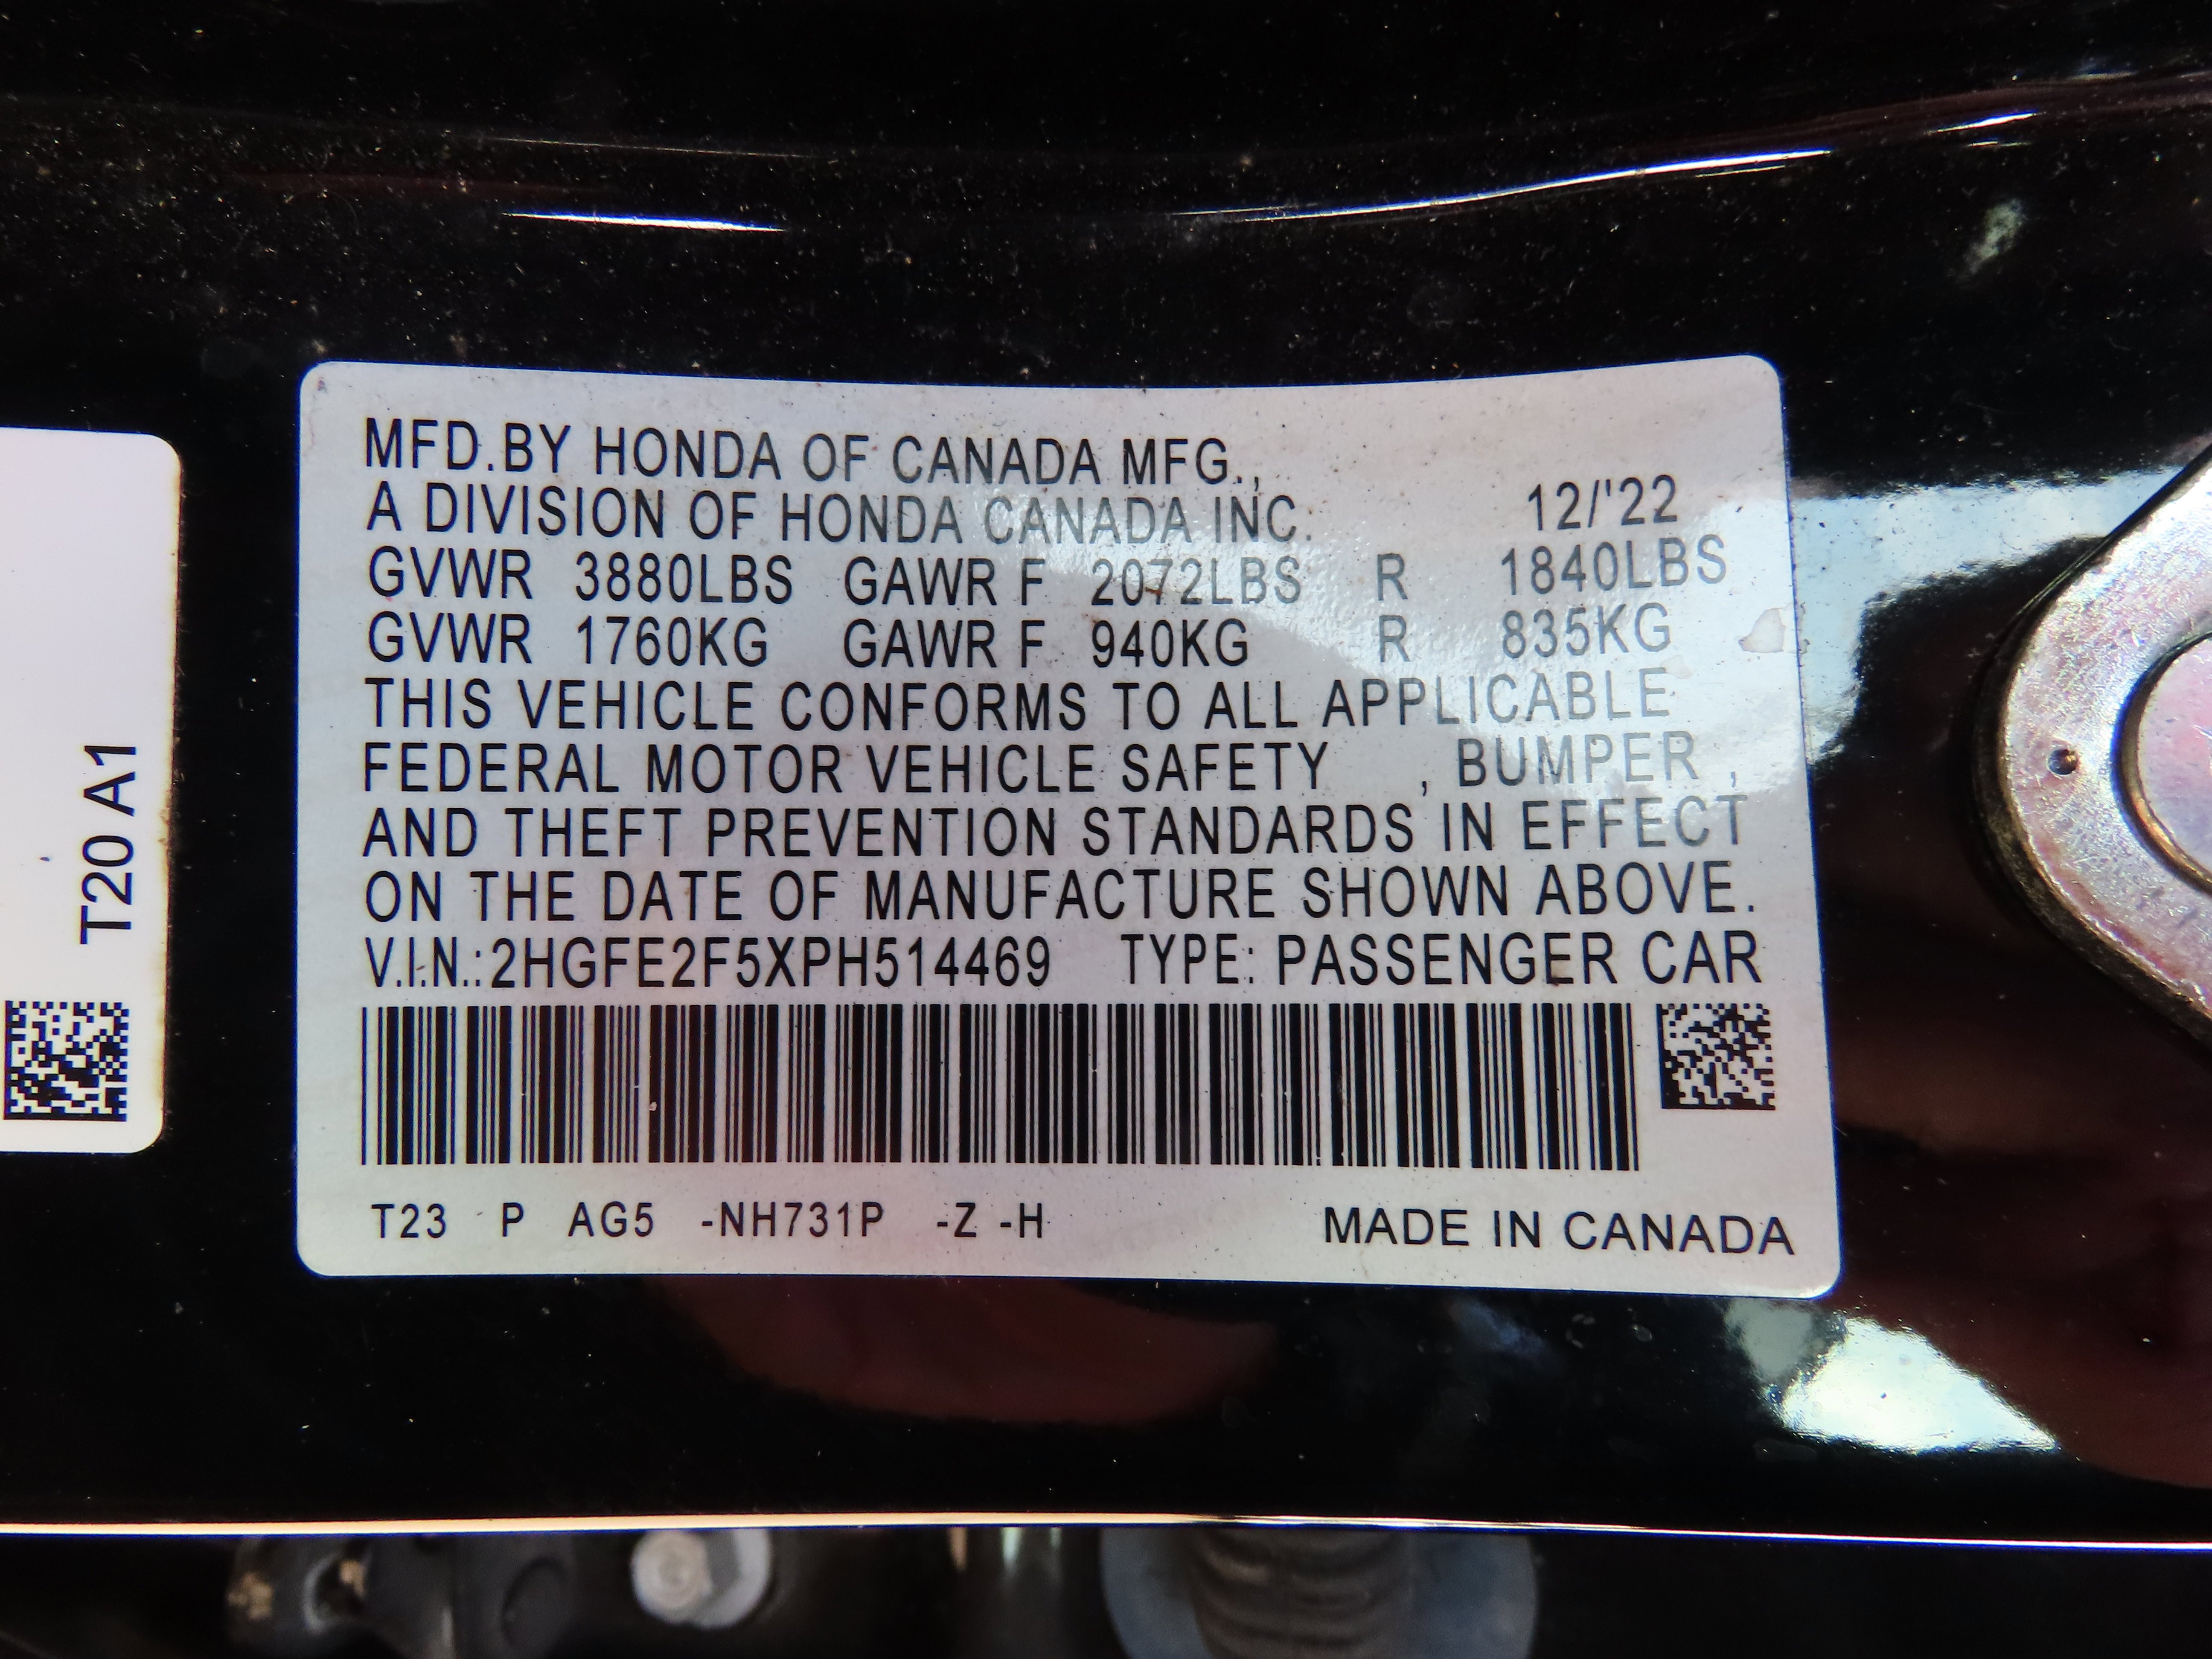 MFD.BY HONDA OF CANADA MFG.,
A DIVISION OF HONDA CANADA INC. 12/'22
GVWR 3880LBS GAWR F 2072LBS R 1840LBS
GVWR 1760KG GAWR F 940KG R 835KG
THIS VEHICLE CONFORMS TO ALL APPLICABLE
FEDERAL MOTOR VEHICLE SAFETY , BUMPER ,
AND THEFT PREVENTION STANDARDS IN EFFECT
ON THE DATE OF MANUFACTURE SHOWN ABOVE.
V.I.N.:2HGFE2F5XPH514469 TYPE: PASSENGER CAR
T23 P AG5 -NH731P -Z -H MADE IN CANADA
T20 A1